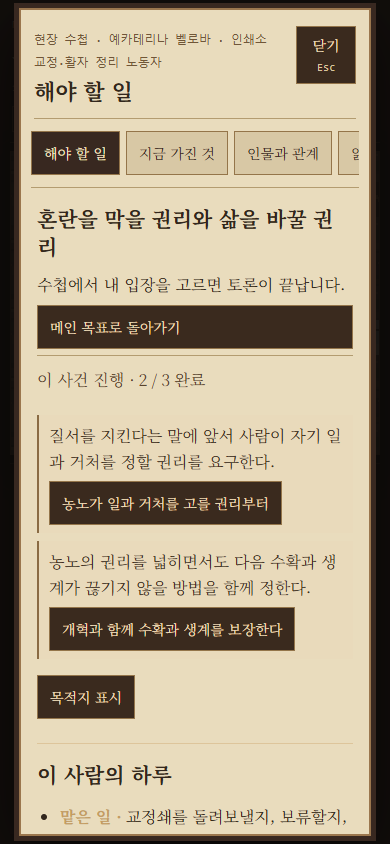 현장 수첩 · 예카테리나 벨로바 · 인쇄소
교정·활자 정리 노동자
해야 할 일
닫기
Esc
해야 할 일
지금 가진 것
인물과 관계
혼란을 막을 권리와 삶을 바꿀 권
리
수첩에서 내 입장을 고르면 토론이 끝납니다.
메인 목표로 돌아가기
이 사건 진행 · 2 / 3 완료
질서를 지킨다는 말에 앞서 사람이 자기 일
과 거처를 정할 권리를 요구한다.
농노가 일과 거처를 고를 권리부터
농노의 권리를 넓히면서도 다음 수확과 생
계가 끊기지 않을 방법을 함께 정한다.
개혁과 함께 수확과 생계를 보장한다
목적지 표시
이 사람의 하루
• 맡은 일 · 교정쇄를 돌려보낼지, 보류할지,